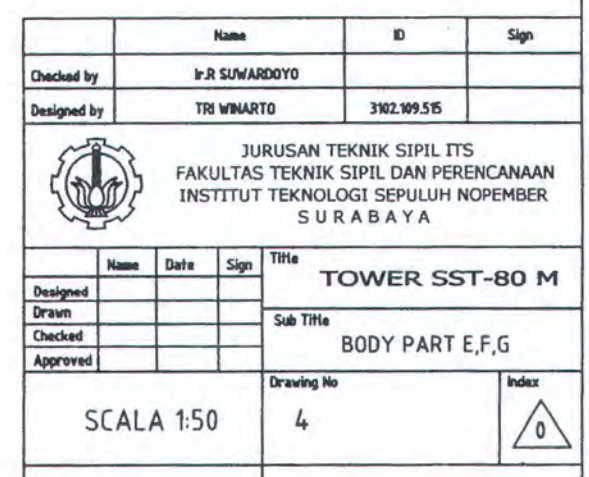 Name ID Sign
Checked by Ir.R SUWARDOYO
Designed by TRI WINARTO 3102.109.515
JURUSAN TEKNIK SIPIL ITS
FAKULTAS TEKNIK SIPIL DAN PERENCANAAN
INSTITUT TEKNOLOGI SEPULUH NOPEMBER
SURABAYA
Name Date Sign
Designed
Drawn
Checked
Approved
Title
TOWER SST-80 M
Sub Title
BODY PART E,F,G
SCALA 1:50
Drawing No
4
Index
0